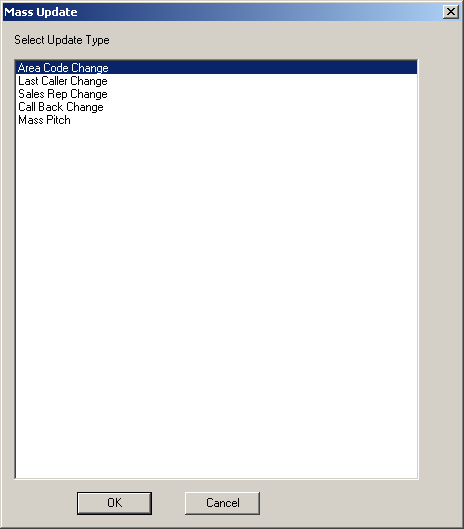 Mass Update
Select Update Type
Area Code Change
Last Caller Change
Sales Rep Change
Call Back Change
Mass Pitch
OK
Cancel